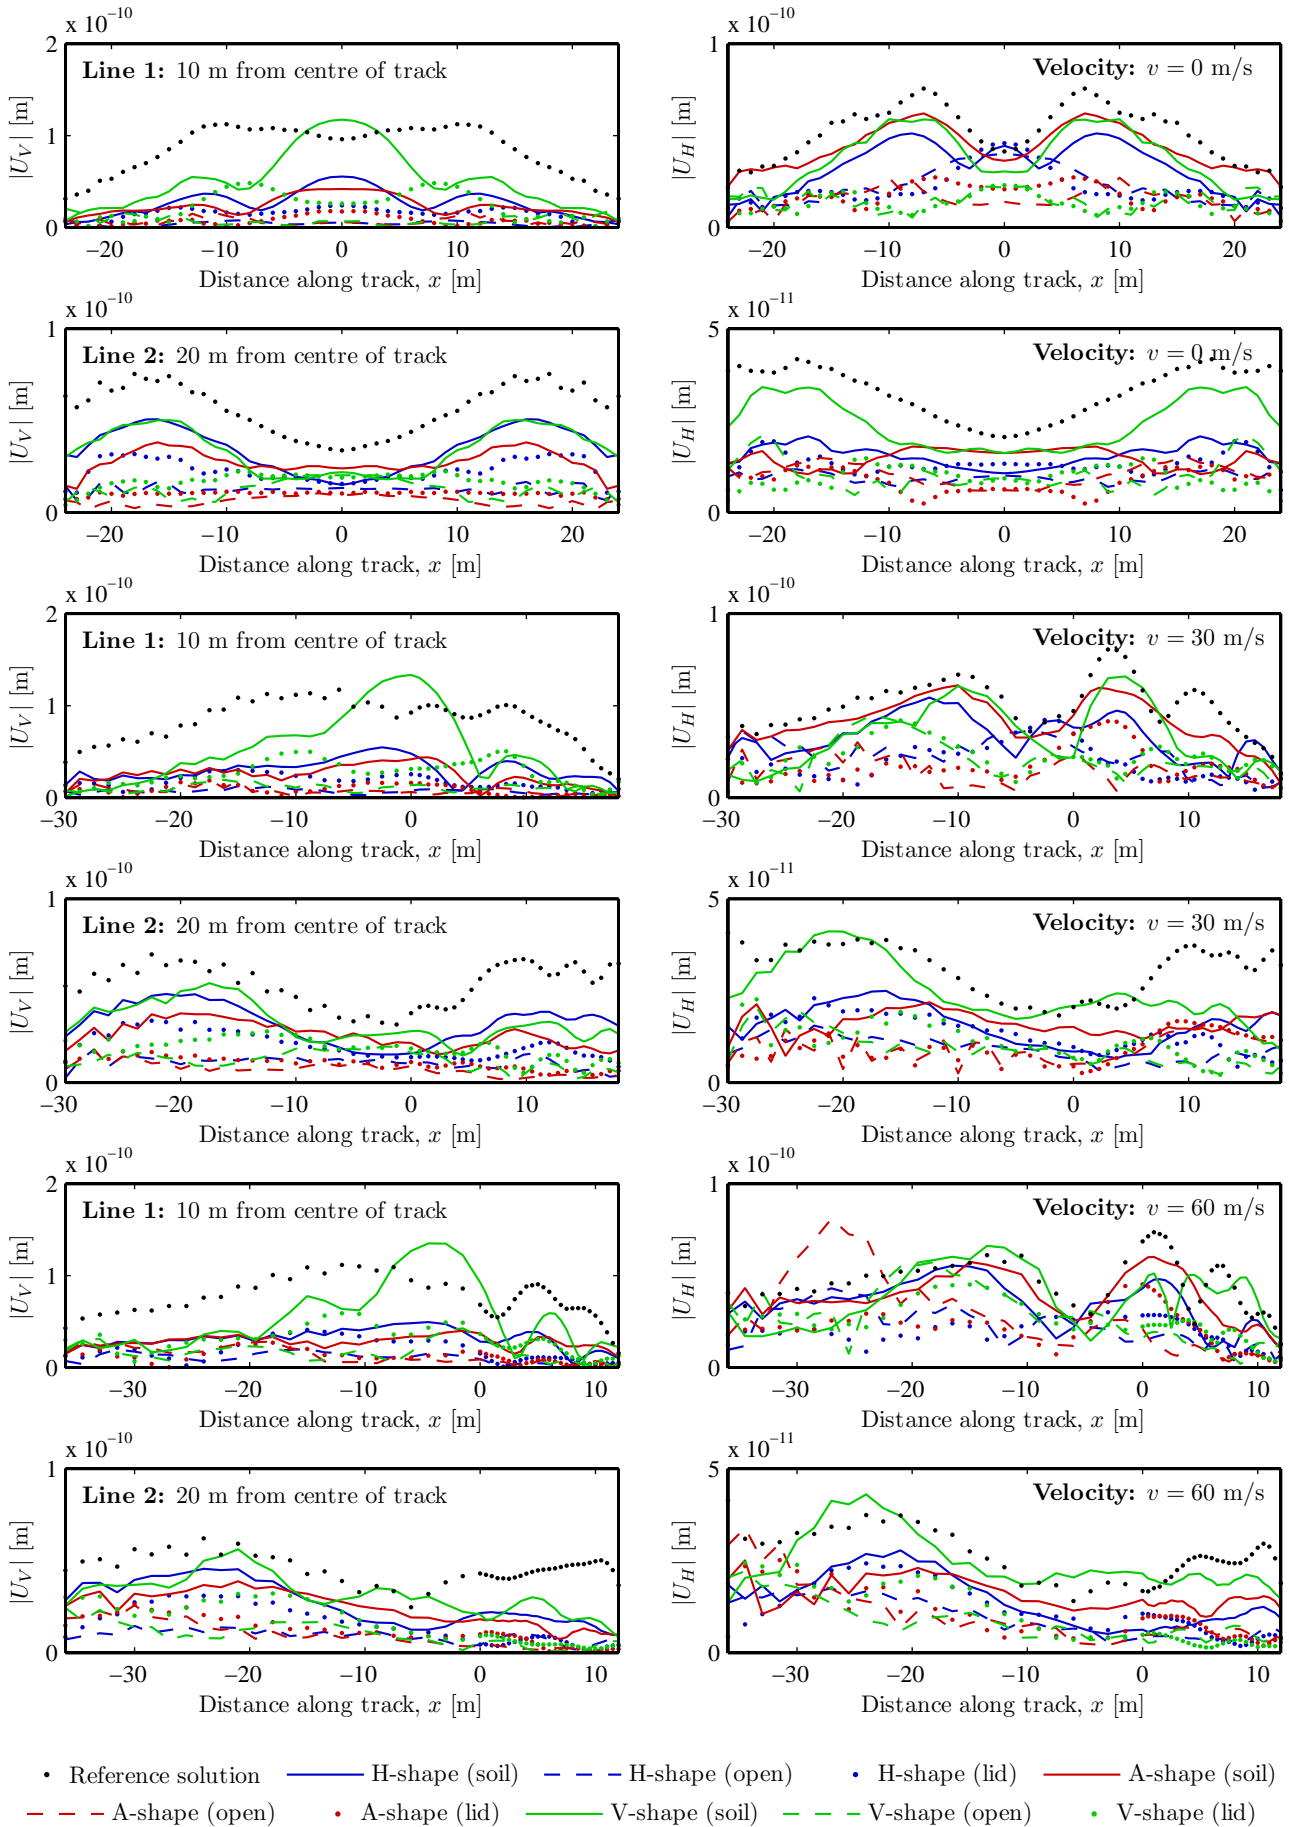 x 10⁻¹⁰
2
1
0
|U_V| [m]
Line 1: 10 m from centre of track
−20 −10 0 10 20
Distance along track, x [m]
x 10⁻¹⁰
1
0.5
0
|U_H| [m]
Velocity: v = 0 m/s
−20 −10 0 10 20
Distance along track, x [m]
x 10⁻¹⁰
1
0.5
0
|U_V| [m]
Line 2: 20 m from centre of track
−20 −10 0 10 20
Distance along track, x [m]
x 10⁻¹¹
5
0
|U_H| [m]
Velocity: v = 0 m/s
−20 −10 0 10 20
Distance along track, x [m]
x 10⁻¹⁰
2
1
0
|U_V| [m]
Line 1: 10 m from centre of track
−30 −20 −10 0 10
Distance along track, x [m]
x 10⁻¹⁰
1
0.5
0
|U_H| [m]
Velocity: v = 30 m/s
−30 −20 −10 0 10
Distance along track, x [m]
x 10⁻¹⁰
1
0.5
0
|U_V| [m]
Line 2: 20 m from centre of track
−30 −20 −10 0 10
Distance along track, x [m]
x 10⁻¹¹
5
0
|U_H| [m]
Velocity: v = 30 m/s
−30 −20 −10 0 10
Distance along track, x [m]
x 10⁻¹⁰
2
1
0
|U_V| [m]
Line 1: 10 m from centre of track
−30 −20 −10 0 10
Distance along track, x [m]
x 10⁻¹⁰
1
0.5
0
|U_H| [m]
Velocity: v = 60 m/s
−30 −20 −10 0 10
Distance along track, x [m]
x 10⁻¹⁰
1
0.5
0
|U_V| [m]
Line 2: 20 m from centre of track
−30 −20 −10 0 10
Distance along track, x [m]
x 10⁻¹¹
5
0
|U_H| [m]
Velocity: v = 60 m/s
−30 −20 −10 0 10
Distance along track, x [m]
Reference solution H-shape (soil) H-shape (open) H-shape (lid) A-shape (soil)
A-shape (open) A-shape (lid) V-shape (soil) V-shape (open) V-shape (lid)